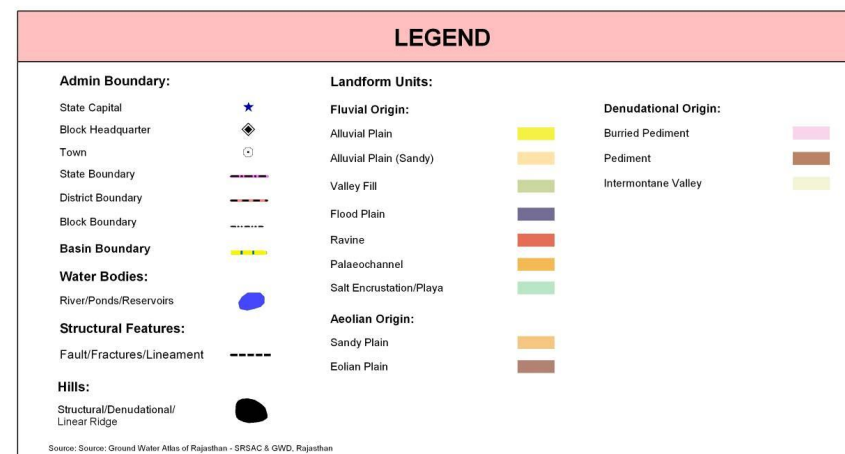 LEGEND
Admin Boundary:
State Capital
Block Headquarter
Town
State Boundary
District Boundary
Block Boundary
Basin Boundary
Water Bodies:
River/Ponds/Reservoirs
Structural Features:
Fault/Fractures/Lineament
Hills:
Structural/Denudational/
Linear Ridge
Landform Units:
Fluvial Origin:
Alluvial Plain
Alluvial Plain (Sandy)
Valley Fill
Flood Plain
Ravine
Palaeochannel
Salt Encrustation/Playa
Aeolian Origin:
Sandy Plain
Eolian Plain
Denudational Origin:
Burried Pediment
Pediment
Intermontane Valley
Source: Source: Ground Water Atlas of Rajasthan - SRSAC & GWD, Rajasthan